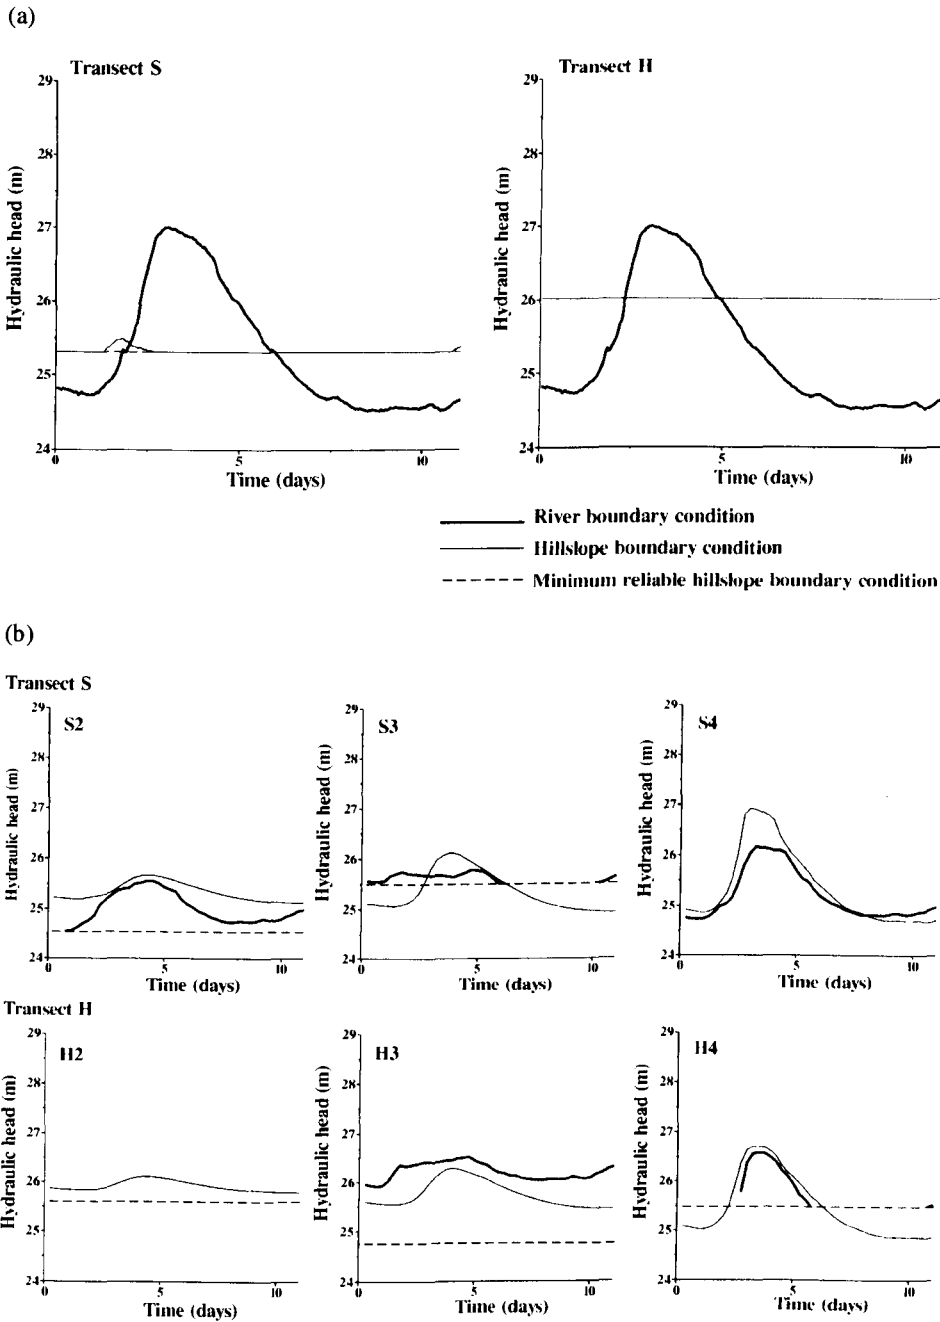 (a)
Transect S
Transect H
29
28
27
26
25
24
Hydraulic head (m)
0
5
10
Time (days)
29
28
27
26
25
24
Hydraulic head (m)
0
5
10
Time (days)
River boundary condition
Hillslope boundary condition
Minimum reliable hillslope boundary condition
(b)
Transect S
S2
29
28
27
26
25
24
Hydraulic head (m)
0
5
10
Time (days)
S3
29
28
27
26
25
24
Hydraulic head (m)
0
5
10
Time (days)
S4
29
28
27
26
25
24
Hydraulic head (m)
0
5
10
Time (days)
Transect H
H2
29
28
27
26
25
24
Hydraulic head (m)
0
5
10
Time (days)
H3
29
28
27
26
25
24
Hydraulic head (m)
0
5
10
Time (days)
H4
29
28
27
26
25
24
Hydraulic head (m)
0
5
10
Time (days)